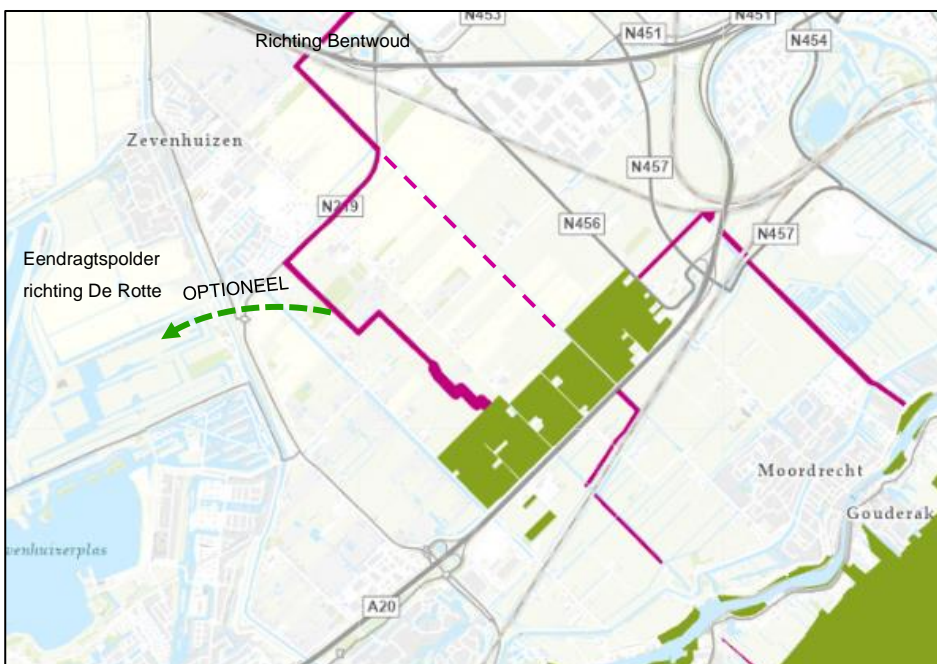 N453
N451
N451
Richting Bentwoud
N454
Zevenhuizen
N457
N219
N456
N457
Eendragtspolder
richting De Rotte
OPTIONEEL
Moordrecht
Gouderak
venhuizerplas
A20